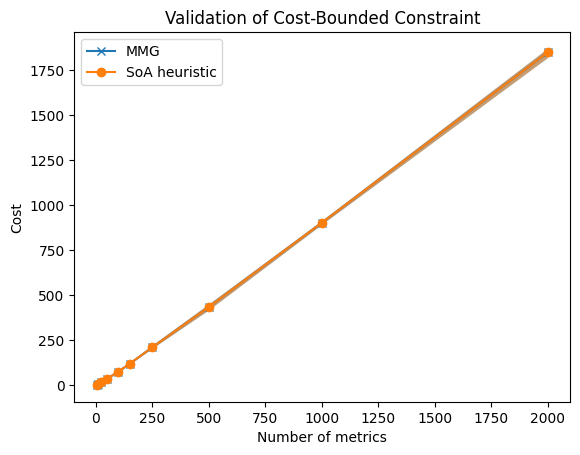 Validation of Cost-Bounded Constraint
MMG
SoA heuristic
Cost
1750
1500
1250
1000
750
500
250
0
0 250 500 750 1000 1250 1500 1750 2000
Number of metrics